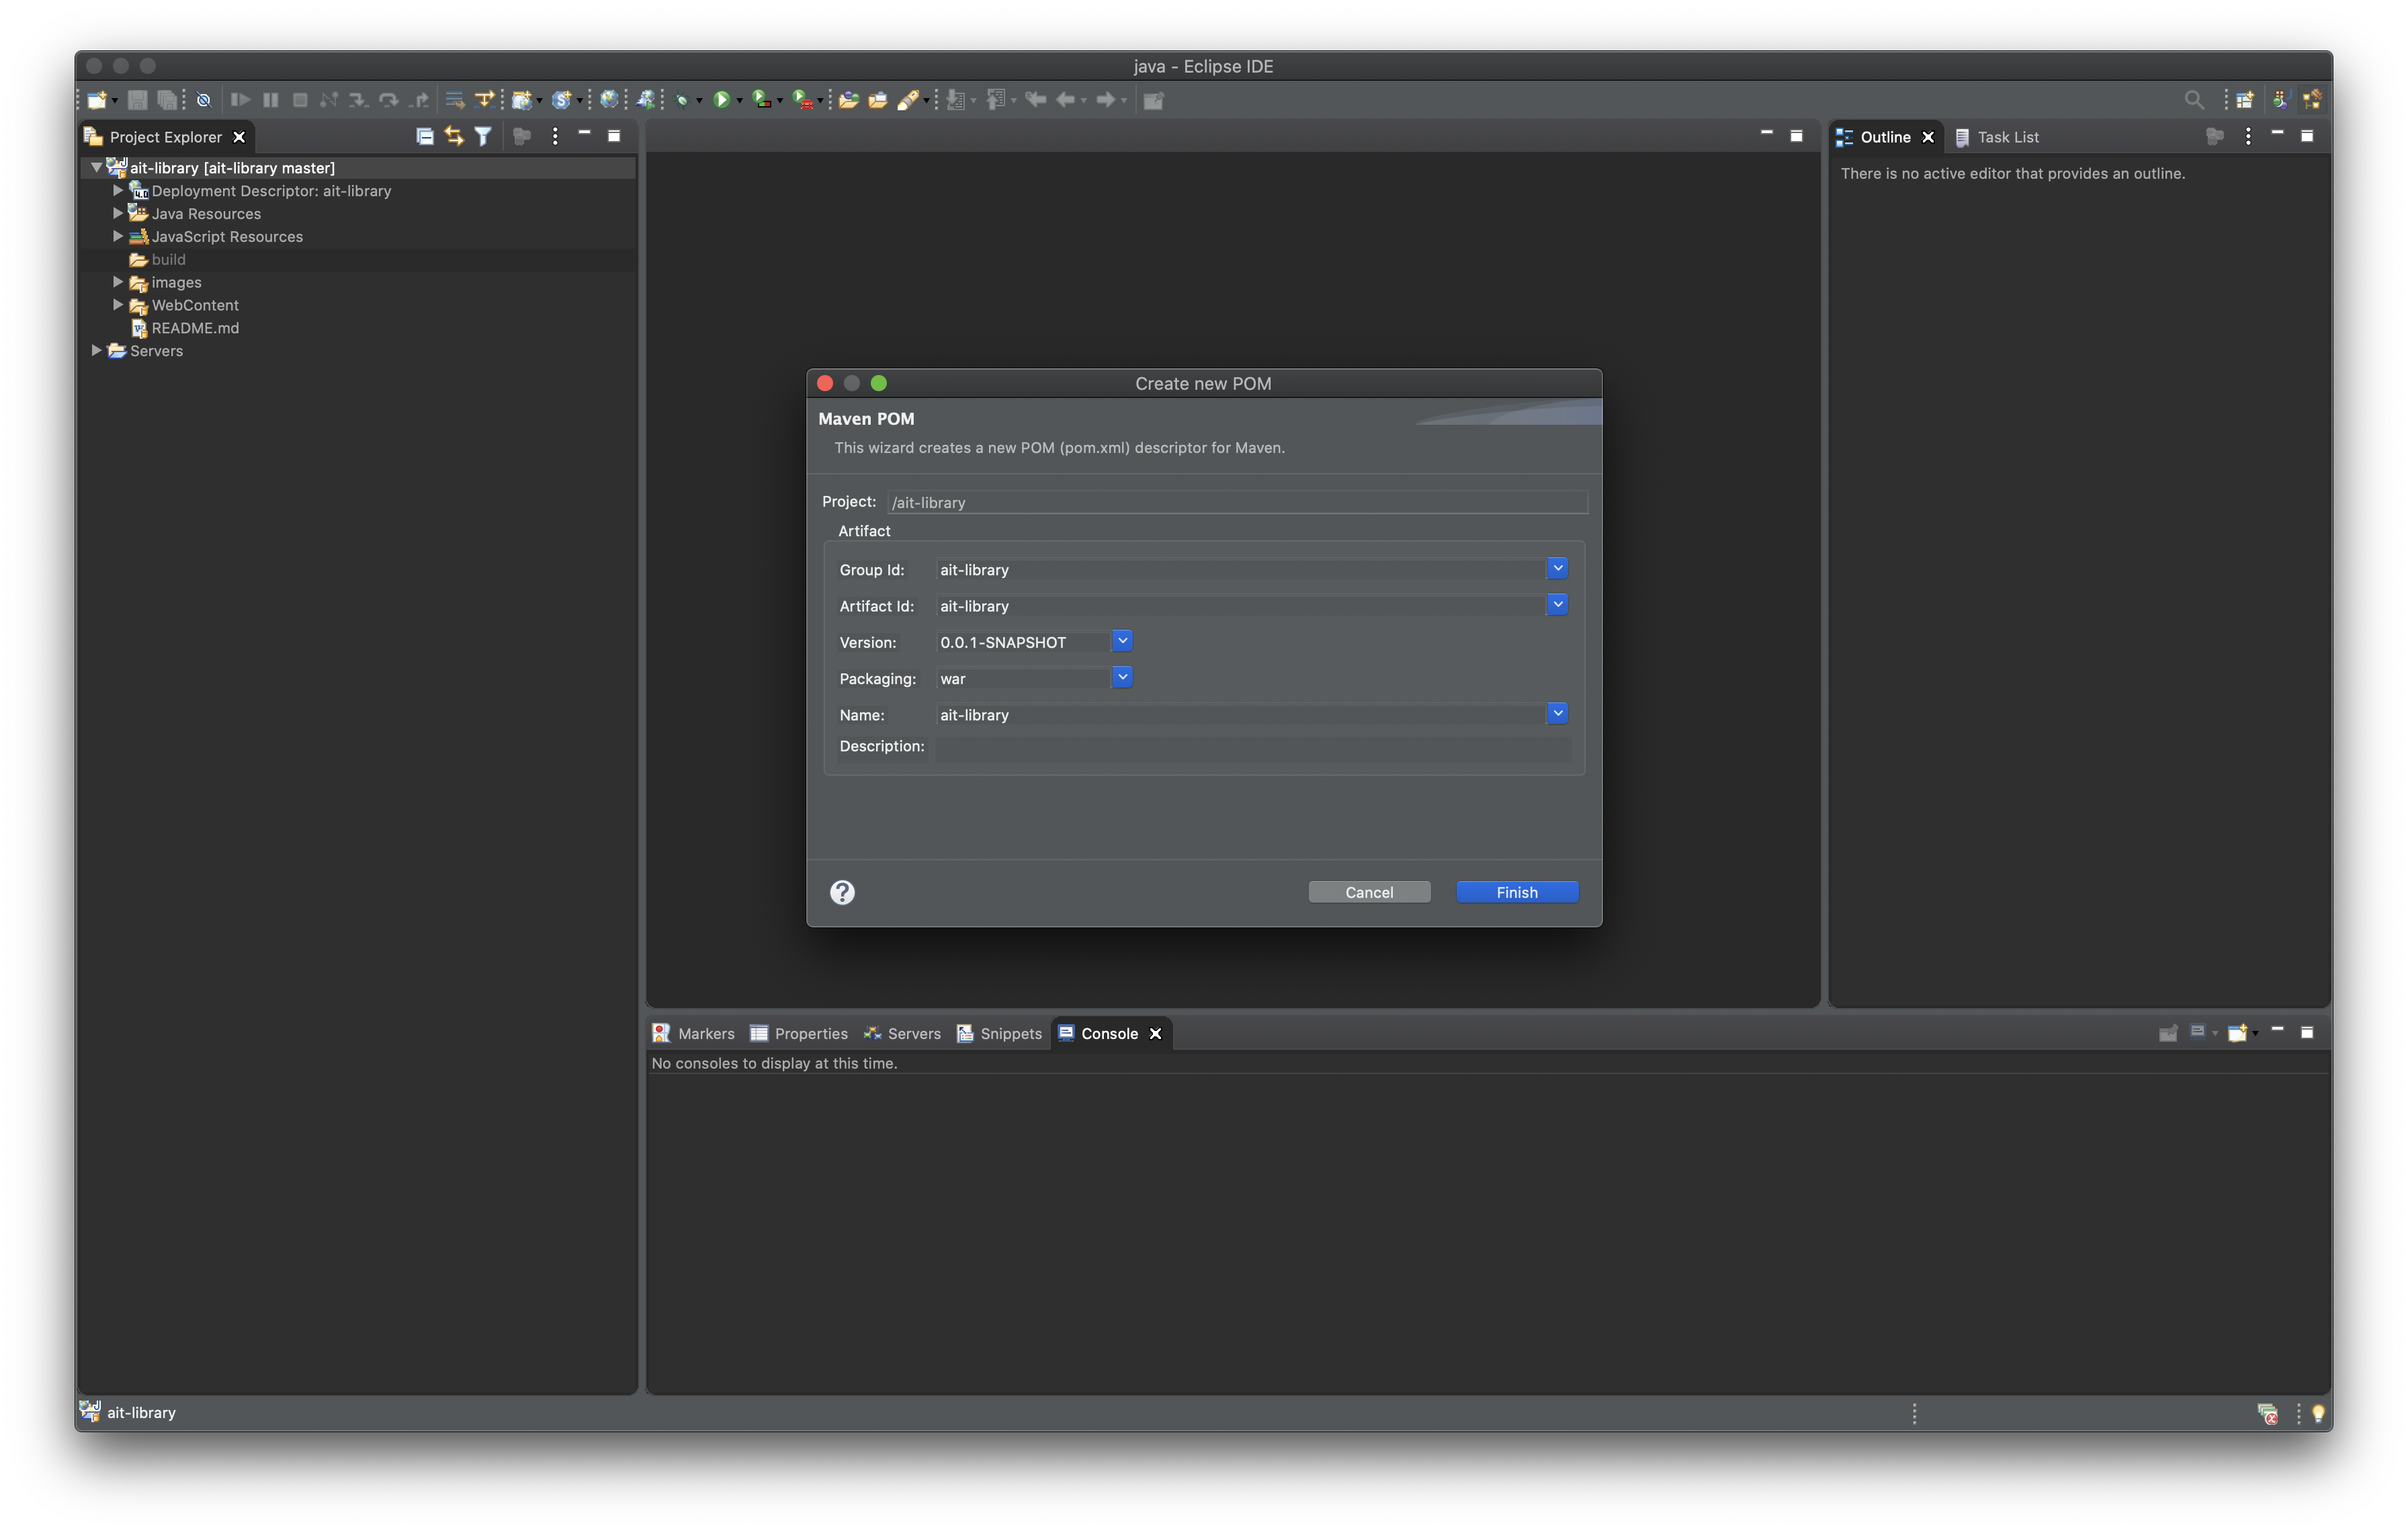 java - Eclipse IDE
Project Explorer
ait-library [ait-library master]
Deployment Descriptor: ait-library
Java Resources
JavaScript Resources
build
images
WebContent
README.md
Servers
Outline
Task List
There is no active editor that provides an outline.
Create new POM
Maven POM
This wizard creates a new POM (pom.xml) descriptor for Maven.
Project: /ait-library
Artifact
Group Id: ait-library
Artifact Id: ait-library
Version: 0.0.1-SNAPSHOT
Packaging: war
Name: ait-library
Description:
?
Cancel
Finish
Markers
Properties
Servers
Snippets
Console
No consoles to display at this time.
ait-library